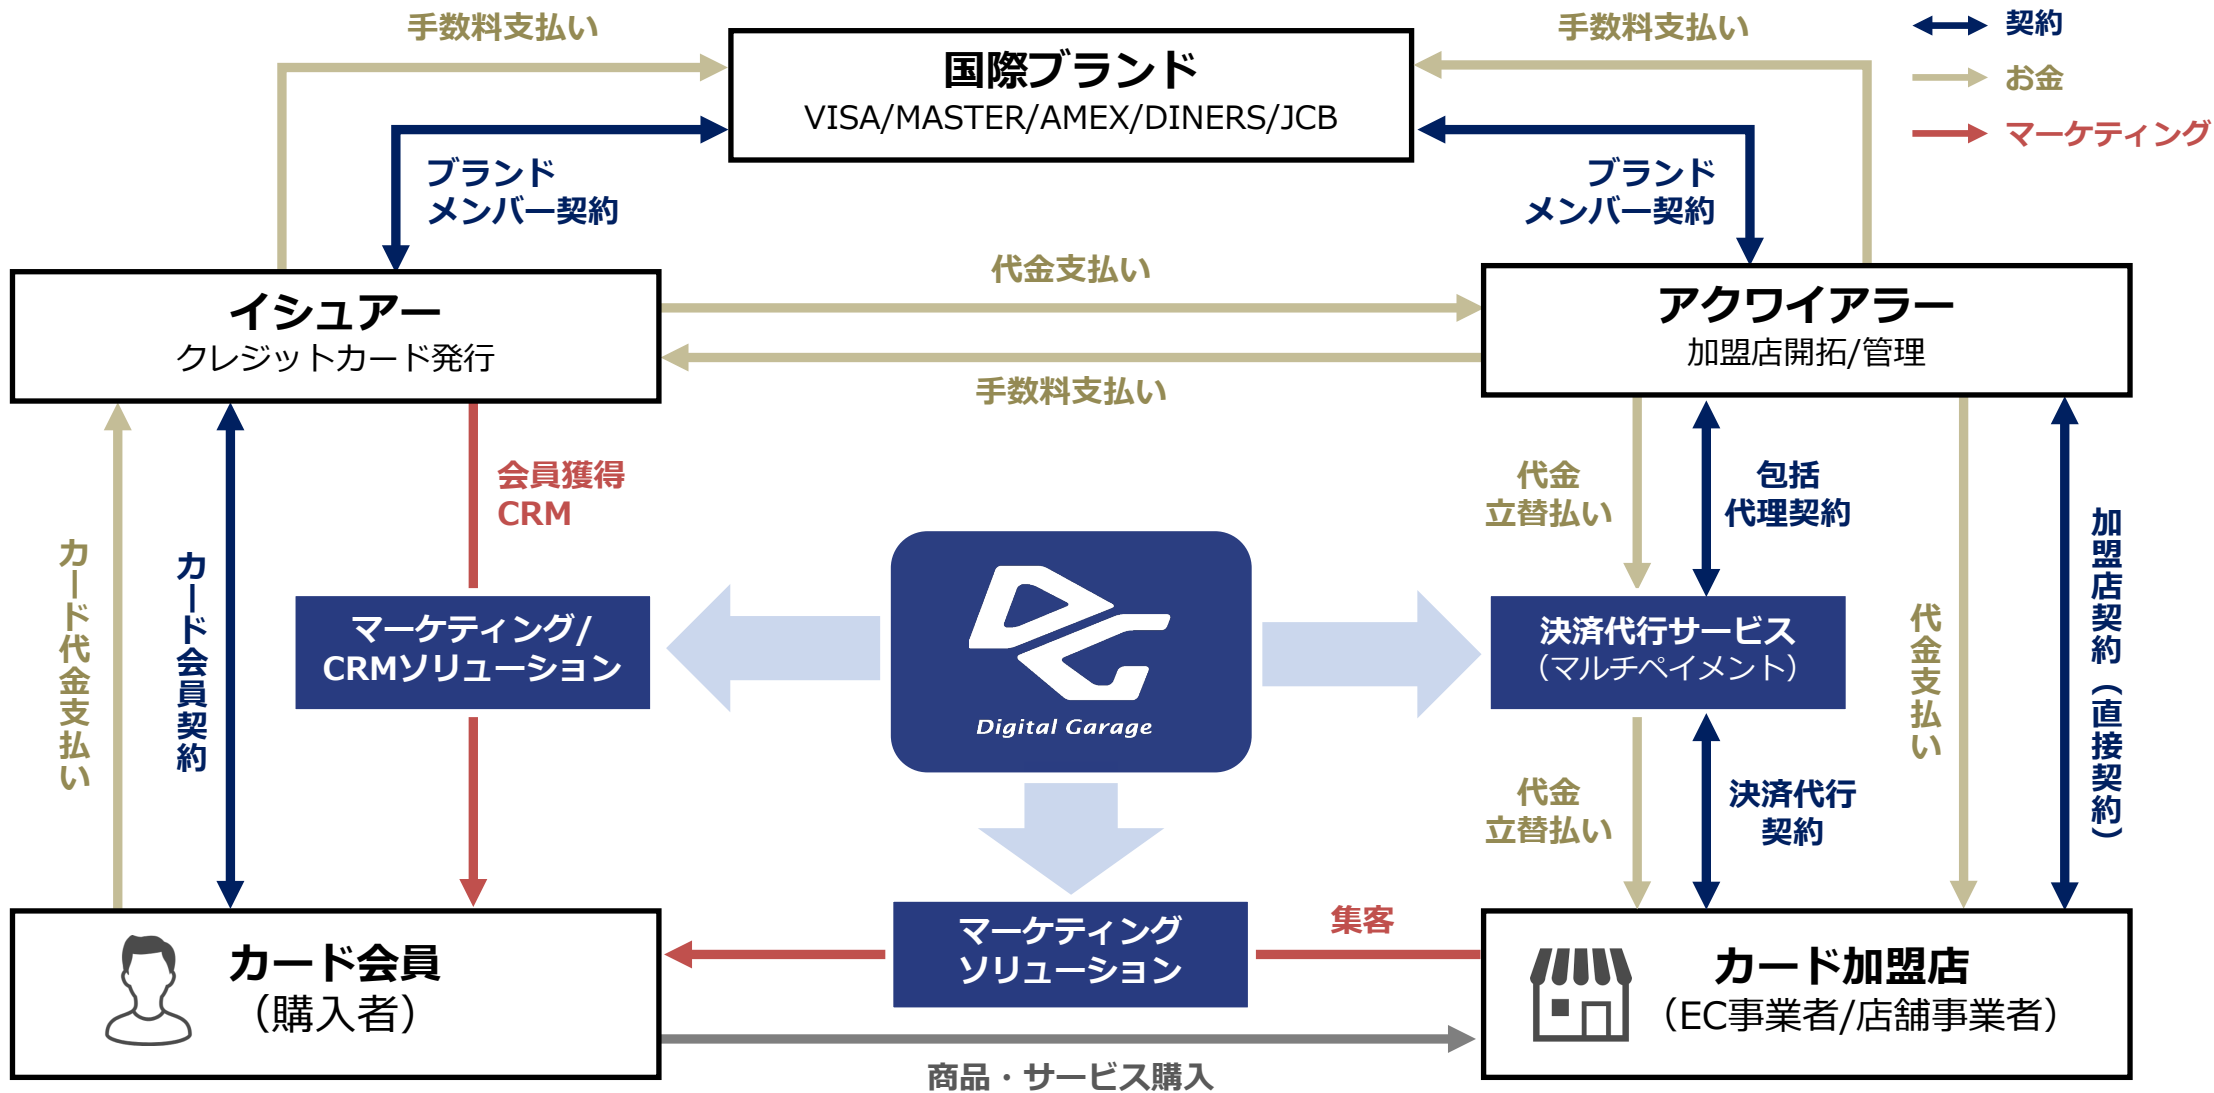 手数料支払い
国際ブランド
VISA/MASTER/AMEX/DINERS/JCB
手数料支払い
契約
お金
マーケティング
ブランド
メンバー契約
ブランド
メンバー契約
イシュアー
クレジットカード発行
代金支払い
手数料支払い
アクワイアラー
加盟店開拓/管理
カード代金支払い
カード会員契約
会員獲得
CRM
マーケティング/
CRMソリューション
Digital Garage
代金
立替払い
包括
代理契約
決済代行サービス
（マルチペイメント）
代金
立替払い
決済代行
契約
代金支払い
加盟店契約（直接契約）
カード会員
（購入者）
マーケティング
ソリューション
集客
カード加盟店
（EC事業者/店舗事業者）
商品・サービス購入